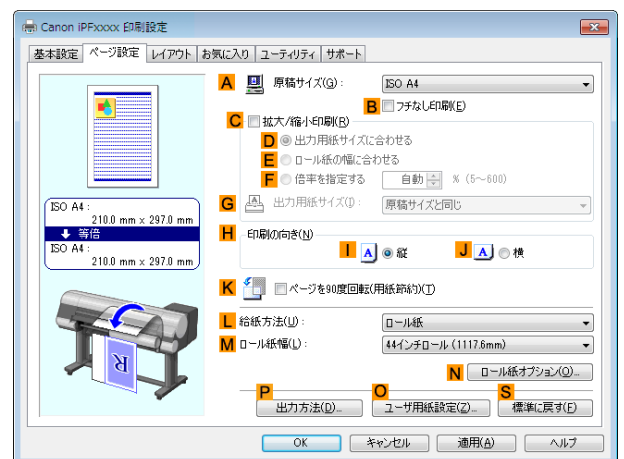 Canon iPFxxxx 印刷設定
基本設定 ページ設定 レイアウト お気に入り ユーティリティ サポート
A 原稿サイズ(G): ISO A4
B フチなし印刷(E)
C 拡大/縮小印刷(R)
D 出力用紙サイズに合わせる
E ロール紙の幅に合わせる
F 倍率を指定する 自動 % (5～600)
G A 出力用紙サイズ(I): 原稿サイズと同じ
ISO A4 :
210.0 mm x 297.0 mm
等倍
ISO A4 :
210.0 mm x 297.0 mm
H 印刷の向き(N)
I A 縦 J A 横
K ページを90度回転(用紙節約)(T)
L 給紙方法(U): ロール紙
M ロール紙幅(L): 44インチロール (1117.6mm)
N ロール紙オプション(O)...
R
P O S
出力方法(D)... ユーザ用紙設定(Z)... 標準に戻す(F)
OK キャンセル 適用(A) ヘルプ